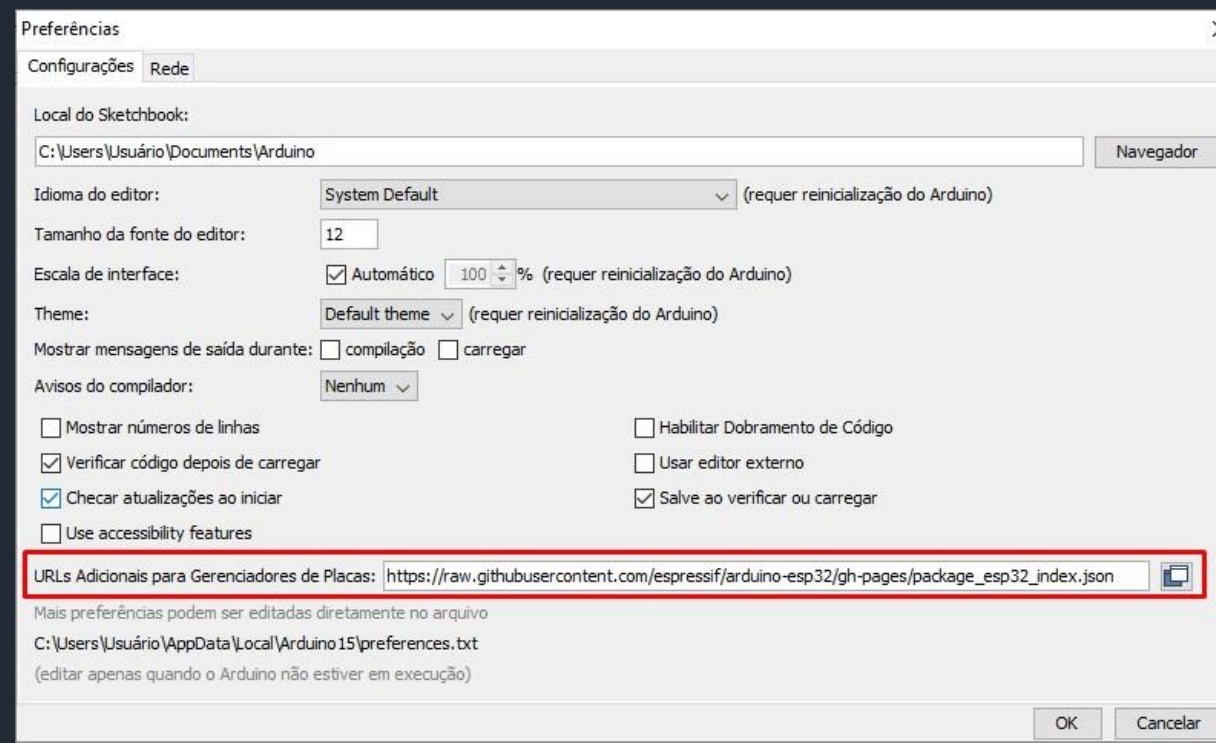 Preferências
Configurações Rede
Local do Sketchbook:
C:\Users\Usuário\Documents\Arduino Navegador
Idioma do editor: System Default (requer reinicialização do Arduino)
Tamanho da fonte do editor: 12
Escala de interface: Automático 100 % (requer reinicialização do Arduino)
Theme: Default theme (requer reinicialização do Arduino)
Mostrar mensagens de saída durante: compilação carregar
Avisos do compilador: Nenhum
Mostrar números de linhas Habilitar Dobramento de Código
Verificar código depois de carregar Usar editor externo
Checar atualizações ao iniciar Salve ao verificar ou carregar
Use accessibility features
URLs Adicionais para Gerenciadores de Placas: https://raw.githubusercontent.com/espressif/arduino-esp32/gh-pages/package_esp32_index.json
Mais preferências podem ser editadas diretamente no arquivo
C:\Users\Usuário\AppData\Local\Arduino15\preferences.txt
(editar apenas quando o Arduino não estiver em execução)
OK Cancelar